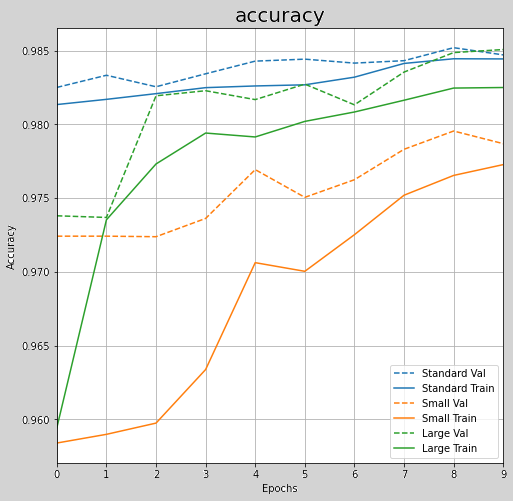 accuracy
0.985
0.980
0.975
0.970
0.965
0.960
Accuracy
0 1 2 3 4 5 6 7 8 9
Epochs
Standard Val
Standard Train
Small Val
Small Train
Large Val
Large Train